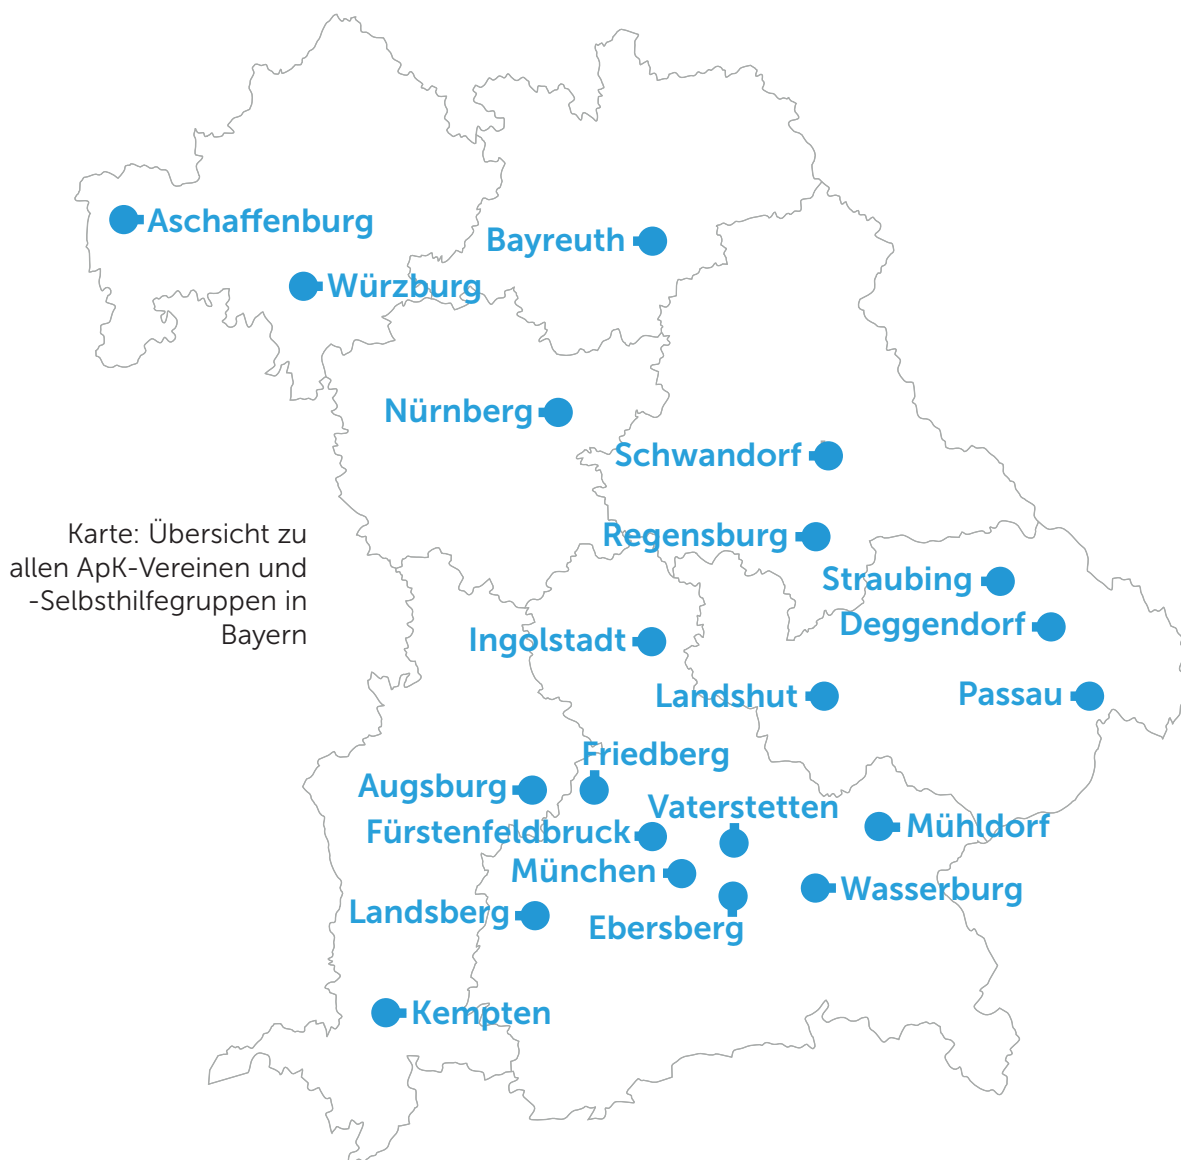 Aschaffenburg
Bayreuth
Würzburg
Nürnberg
Schwandorf
Karte: Übersicht zu
allen ApK-Vereinen und
-Selbsthilfegruppen in
Bayern
Regensburg
Straubing
Deggendorf
Ingolstadt
Landshut
Passau
Friedberg
Augsburg
Vaterstetten
Fürstenfeldbruck
Mühldorf
München
Wasserburg
Landsberg
Ebersberg
Kempten